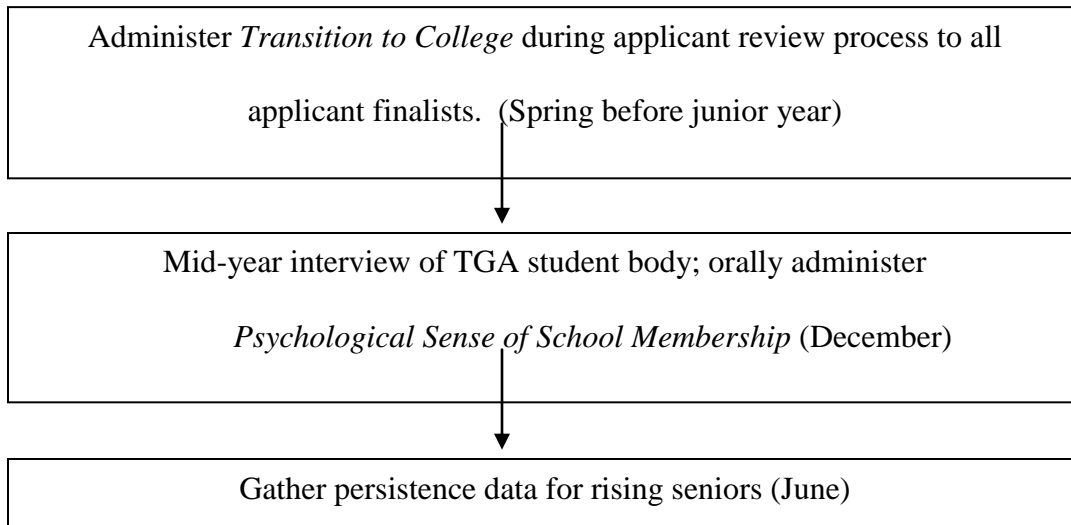 Administer Transition to College during applicant review process to all
applicant finalists.  (Spring before junior year)
Mid-year interview of TGA student body; orally administer
Psychological Sense of School Membership (December)
Gather persistence data for rising seniors (June)